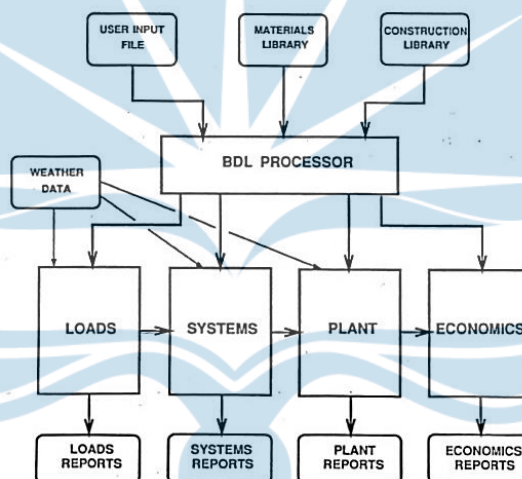 USER INPUT
FILE
MATERIALS
LIBRARY
CONSTRUCTION
LIBRARY
BDL PROCESSOR
WEATHER
DATA
LOADS
SYSTEMS
PLANT
ECONOMICS
LOADS
REPORTS
SYSTEMS
REPORTS
PLANT
REPORTS
ECONOMICS
REPORTS